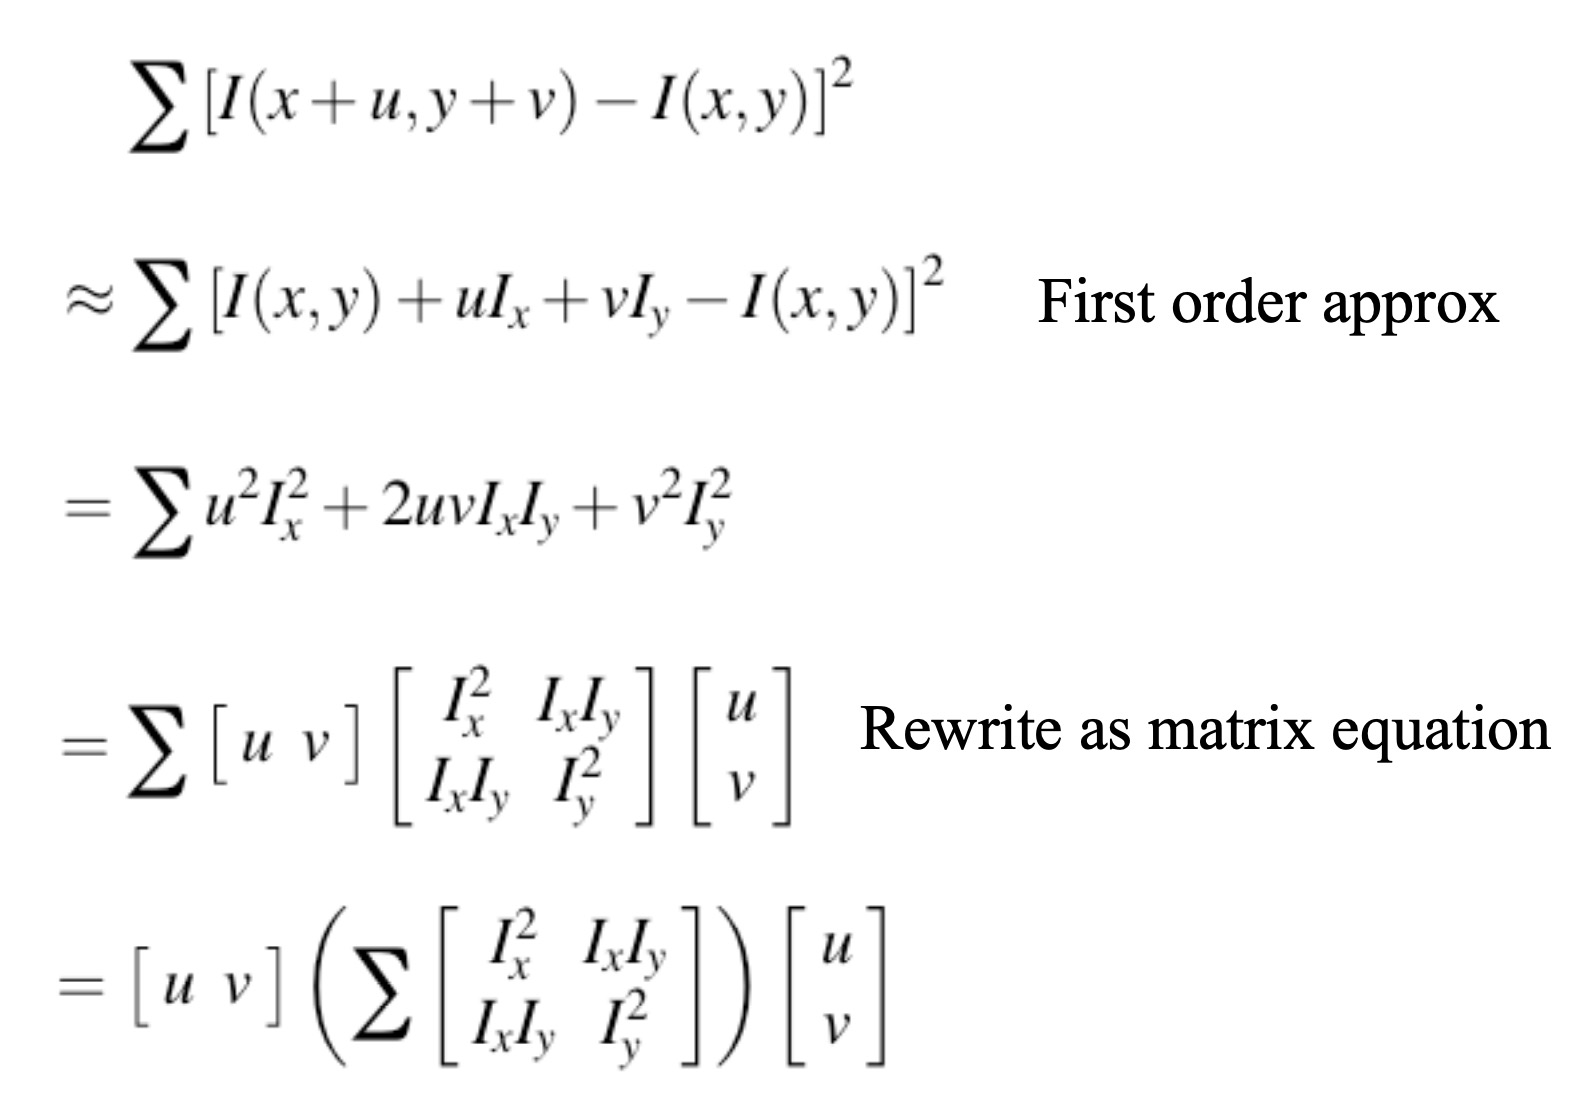 ∑ [I(x+u, y+v) − I(x,y)]²
≈ ∑ [I(x,y) + uIₓ + vI_y − I(x,y)]² First order approx
= ∑ u²Iₓ² + 2uvIₓI_y + v²I_y²
= ∑ [u v] [Iₓ² IₓI_y; IₓI_y I_y²] [u; v] Rewrite as matrix equation
= [u v] (∑ [Iₓ² IₓI_y; IₓI_y I_y²]) [u; v]